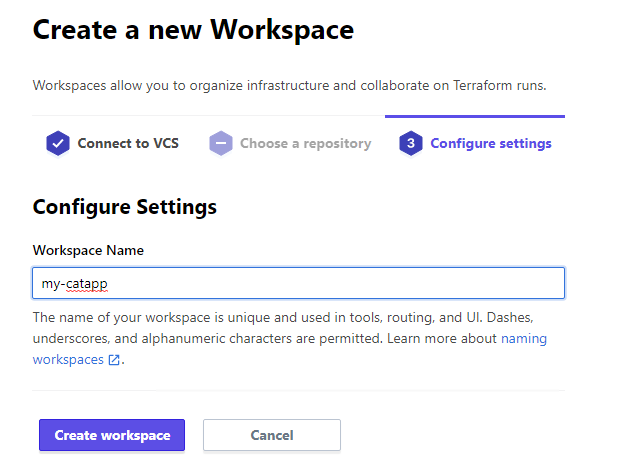 Create a new Workspace
Workspaces allow you to organize infrastructure and collaborate on Terraform runs.
Connect to VCS
Choose a repository
3 Configure settings
Configure Settings
Workspace Name
my-catapp
The name of your workspace is unique and used in tools, routing, and UI. Dashes,
underscores, and alphanumeric characters are permitted. Learn more about naming
workspaces.
Create workspace
Cancel